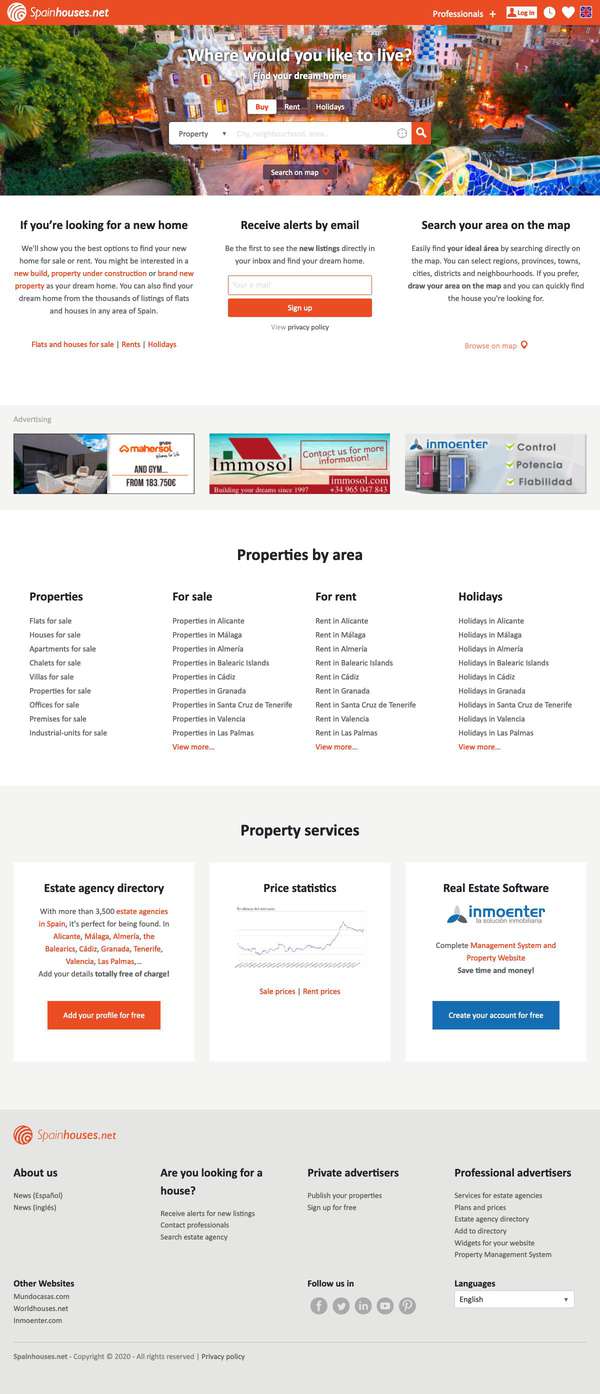 Spainhouses.net
Professionals +
Log in
Where would you like to live?
Find your dream home
Buy
Rent
Holidays
Property
City, neighbourhood, area...
Search on map
If you're looking for a new home
We'll show you the best options to find your new
home for sale or rent. You might be interested in a
new build, property under construction or brand new
property as your dream home. You can also find your
dream home from the thousands of listings of flats
and houses in any area of Spain.
Flats and houses for sale | Rents | Holidays
Receive alerts by email
Be the first to see the new listings directly in
your inbox and find your dream home.
Your e-mail
Sign up
View privacy policy
Search your area on the map
Easily find your ideal área by searching directly on
the map. You can select regions, provinces, towns,
cities, districts and neighbourhoods. If you prefer,
draw your area on the map and you can quickly find
the house you're looking for.
Browse on map
Advertising
grupo
mahersol
AND GYM...
FROM 183.750€
Immosol
Building your dreams since 1997
Contact us for more
information!
immosol.com
+34 965 047 843
inmoenter
Control
Potencia
Fiabilidad
Properties by area
Properties
Flats for sale
Houses for sale
Apartments for sale
Chalets for sale
Villas for sale
Properties for sale
Offices for sale
Premises for sale
Industrial-units for sale
For sale
Properties in Alicante
Properties in Málaga
Properties in Almería
Properties in Balearic Islands
Properties in Cádiz
Properties in Granada
Properties in Santa Cruz de Tenerife
Properties in Valencia
Properties in Las Palmas
View more...
For rent
Rent in Alicante
Rent in Málaga
Rent in Almería
Rent in Balearic Islands
Rent in Cádiz
Rent in Granada
Rent in Santa Cruz de Tenerife
Rent in Valencia
Rent in Las Palmas
View more...
Holidays
Holidays in Alicante
Holidays in Málaga
Holidays in Almería
Holidays in Balearic Islands
Holidays in Cádiz
Holidays in Granada
Holidays in Santa Cruz de Tenerife
Holidays in Valencia
Holidays in Las Palmas
View more...
Property services
Estate agency directory
With more than 3,500 estate agencies
in Spain, it's perfect for being found. In
Alicante, Málaga, Almería, the
Balearics, Cádiz, Granada, Tenerife,
Valencia, Las Palmas,...
Add your details totally free of charge!
Add your profile for free
Price statistics
Sale prices | Rent prices
Real Estate Software
inmoenter
la solución inmobiliaria
Complete Management System and
Property Website
Save time and money!
Create your account for free
Spainhouses.net
About us
News (Español)
News (Inglés)
Are you looking for a
house?
Receive alerts for new listings
Contact professionals
Search estate agency
Private advertisers
Publish your properties
Sign up for free
Professional advertisers
Services for estate agencies
Plans and prices
Estate agency directory
Add to directory
Widgets for your website
Property Management System
Other Websites
Mundocasas.com
Worldhouses.net
Inmoenter.com
Follow us in
Languages
English
Spainhouses.net - Copyright © 2020 - All rights reserved | Privacy policy